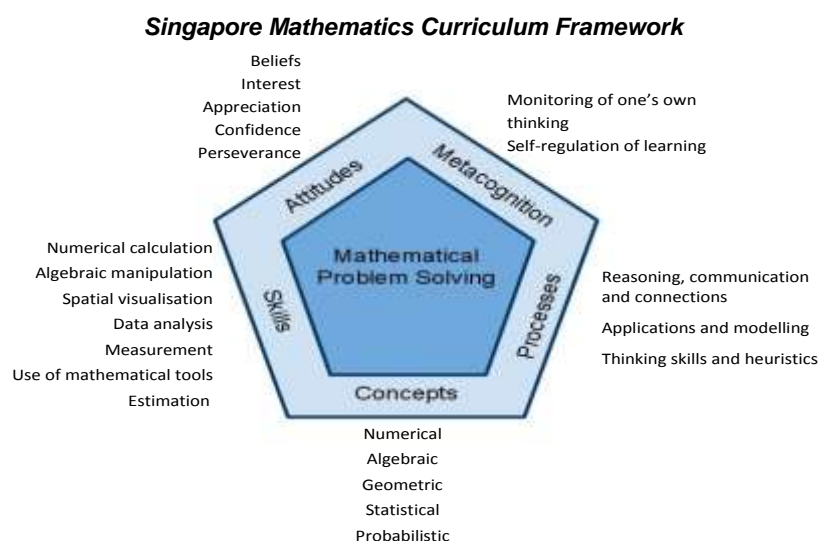 Singapore Mathematics Curriculum Framework
Beliefs
Interest
Appreciation
Confidence
Perseverance
Monitoring of one’s own
thinking
Self-regulation of learning
Attitudes
Metacognition
Numerical calculation
Algebraic manipulation
Spatial visualisation
Data analysis
Measurement
Use of mathematical tools
Estimation
Skills
Mathematical
Problem Solving
Processes
Reasoning, communication
and connections
Applications and modelling
Thinking skills and heuristics
Concepts
Numerical
Algebraic
Geometric
Statistical
Probabilistic